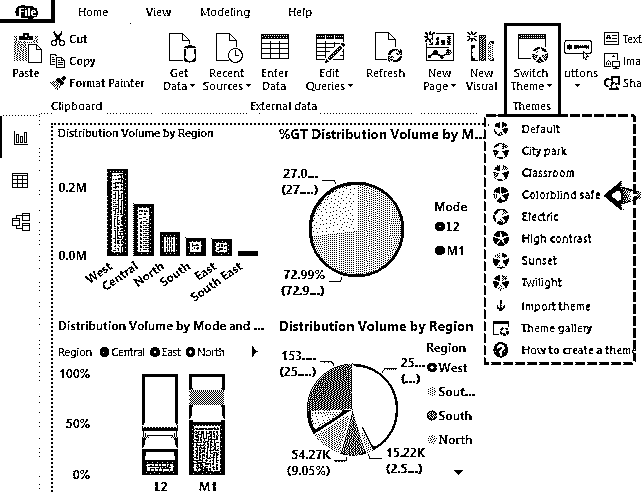 File Home View Modeling Help
Paste
Cut
Copy
Format Painter
Get Data
Recent Sources
Enter Data
Edit Queries
Refresh
New Page
New Visual
Switch Theme
uttons
Text
Ima
Sha
Clipboard
External data
Themes
Default
City park
Classroom
Colorblind safe
Electric
High contrast
Sunset
Twilight
Import theme
Theme gallery
How to create a theme
Distribution Volume by Region
0.2M
0.0M
West
Central
North
South
East
South East
%GT Distribution Volume by M...
27.0...
(27....)
72.99%
(72.9...)
Mode
L2
M1
Distribution Volume by Mode and ...
Region Central East North
100%
50%
0%
L2 M1
Distribution Volume by Region
153....
(25....)
25...
(...)
54.27K
(9.05%)
15.22K
(2.5...)
Region
West
Sout...
South
North